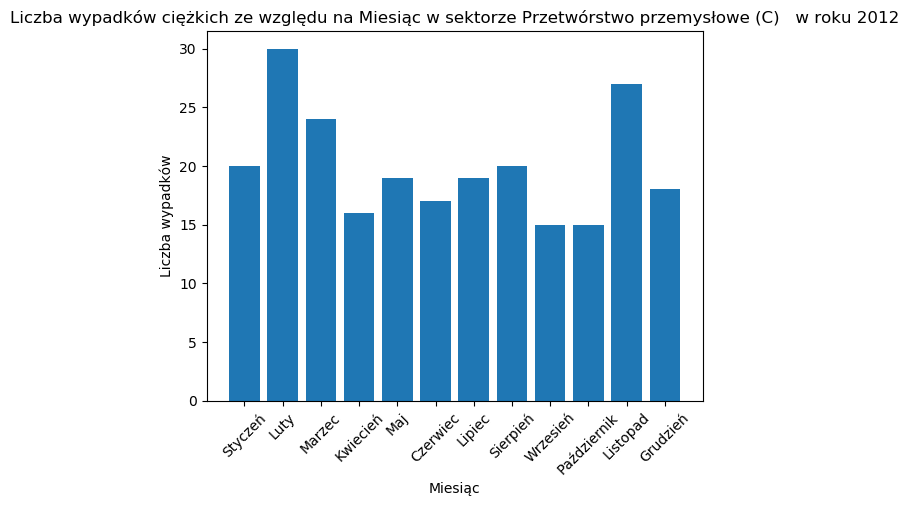 Liczba wypadków ciężkich ze względu na Miesiąc w sektorze Przetwórstwo przemysłowe (C)   w roku 2012
30
25
20
15
10
5
0
Liczba wypadków
Styczeń
Luty
Marzec
Kwiecień
Maj
Czerwiec
Lipiec
Sierpień
Wrzesień
Październik
Listopad
Grudzień
Miesiąc